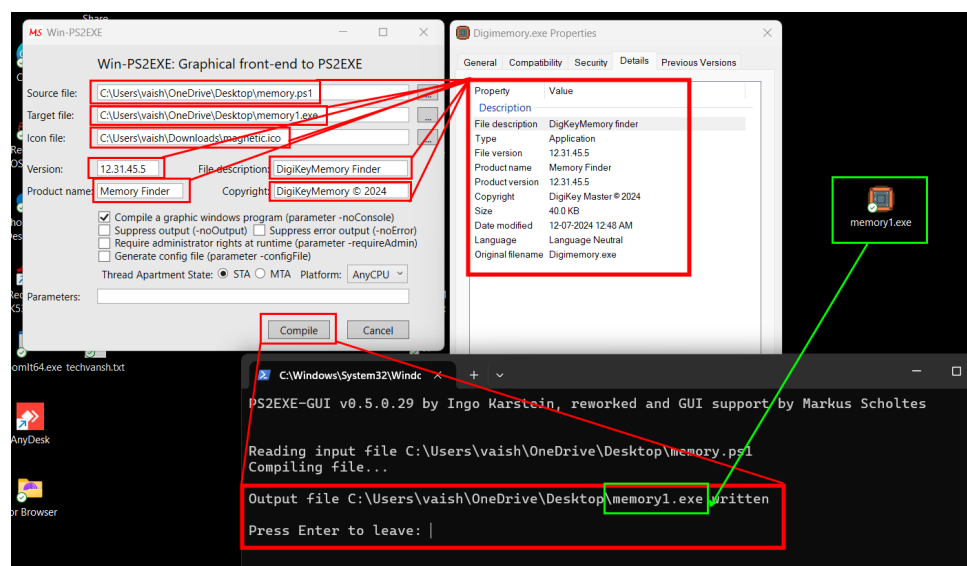 Share
MS Win-PS2EXE
Win-PS2EXE: Graphical front-end to PS2EXE
Source file: C:\Users\vaish\OneDrive\Desktop\memory.ps1 ...
Target file: C:\Users\vaish\OneDrive\Desktop\memory1.exe ...
Icon file: C:\Users\vaish\Downloads\magnetic.ico ...
Version: 12.31.45.5 File description: DigiKeyMemory Finder
Product name: Memory Finder Copyright: DigiKeyMemory © 2024
Compile a graphic windows program (parameter -noConsole)
Suppress output (-noOutput) Suppress error output (-noError)
Require administrator rights at runtime (parameter -requireAdmin)
Generate config file (parameter -configFile)
Thread Apartment State: STA MTA Platform: AnyCPU
Parameters:
Compile Cancel
Digimemory.exe Properties
General Compatibility Security Details Previous Versions
Property Value
Description
File description DigKeyMemory finder
Type Application
File version 12.31.45.5
Product name Memory Finder
Product version 12.31.45.5
Copyright DigiKey Master © 2024
Size 40.0 KB
Date modified 12-07-2024 12:48 AM
Language Language Neutral
Original filename Digimemory.exe
memory1.exe
omIt64.exe techvansh.txt
AnyDesk
or Browser
C:\Windows\System32\Windc
PS2EXE-GUI v0.5.0.29 by Ingo Karstein, reworked and GUI support by Markus Scholtes
Reading input file C:\Users\vaish\OneDrive\Desktop\memory.ps1
Compiling file...
Output file C:\Users\vaish\OneDrive\Desktop\memory1.exe written
Press Enter to leave: